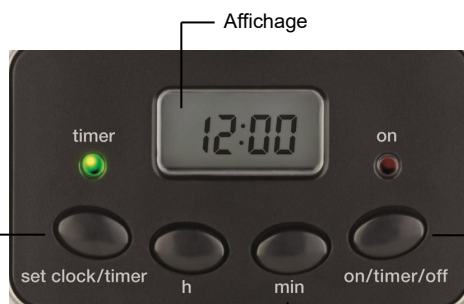 Affichage
timer
12:00
on
set clock/timer
h
min
on/timer/off